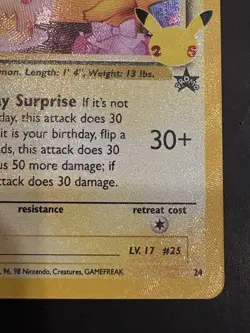 25
mon. Length: 1' 4", Weight: 13 lbs.
PROMO
y Surprise If it's not
day, this attack does 30
it is your birthday, flip a
ds, this attack does 30
us 50 more damage; if
ttack does 30 damage.
30+
resistance retreat cost
LV. 17 #25
, 96, 98 Nintendo, Creatures, GAMEFREAK. 24